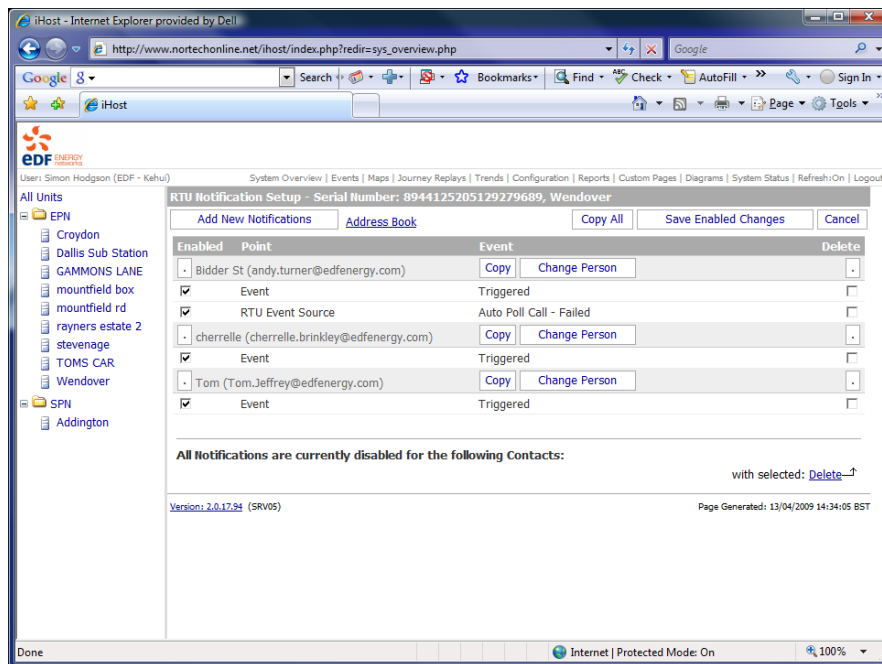 iHost - Internet Explorer provided by Dell
http://www.nortechonline.net/ihost/index.php?redir=sys_overview.php
Google
Google Search Bookmarks Find Check AutoFill Sign In
iHost Page Tools
eDF ENERGY networks
User: Simon Hodgson (EDF - Kehui) System Overview | Events | Maps | Journey Replays | Trends | Configuration | Reports | Custom Pages | Diagrams | System Status | Refresh:On | Logout
All Units
EPN
Croydon
Dallis Sub Station
GAMMONS LANE
mountfield box
mountfield rd
rayners estate 2
stevenage
TOMS CAR
Wendover
SPN
Addington
RTU Notification Setup - Serial Number: 8944125205129279689, Wendover
Add New Notifications Address Book Copy All Save Enabled Changes Cancel
Enabled Point Event Delete
. Bidder St (andy.turner@edfenergy.com) Copy Change Person .
Event Triggered
RTU Event Source Auto Poll Call - Failed
. cherrelle (cherrelle.brinkley@edfenergy.com) Copy Change Person .
Event Triggered
. Tom (Tom.Jeffrey@edfenergy.com) Copy Change Person .
Event Triggered
All Notifications are currently disabled for the following Contacts:
with selected: Delete
Version: 2.0.17.94 (SRV05) Page Generated: 13/04/2009 14:34:05 BST
Done Internet | Protected Mode: On 100%